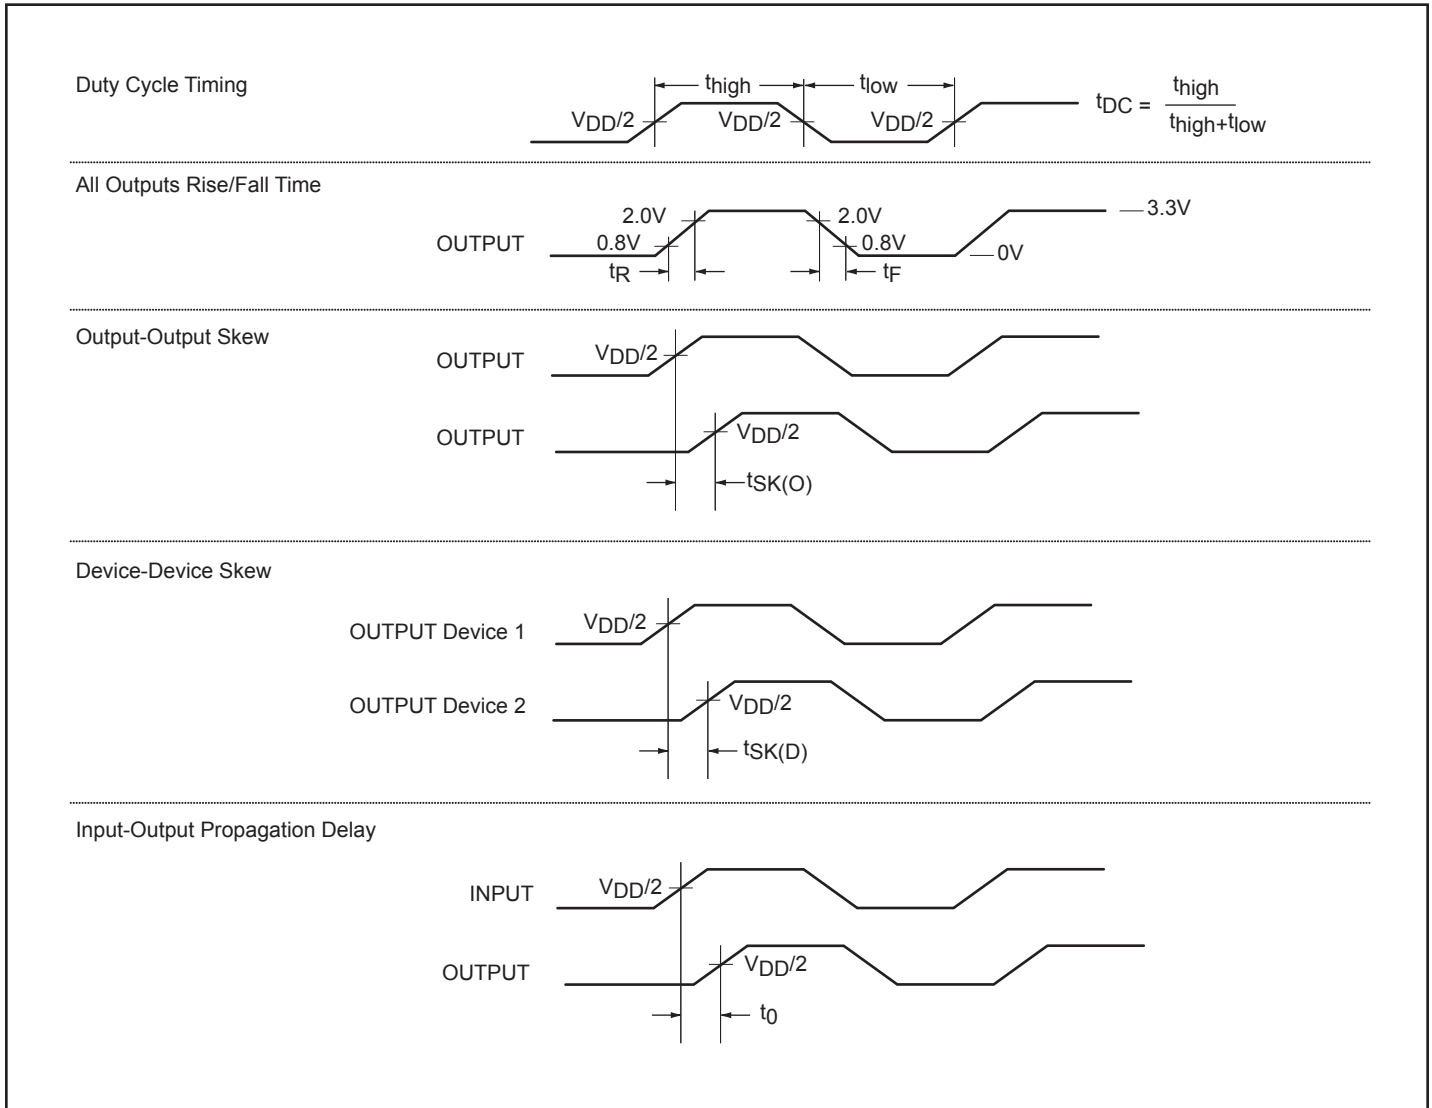 Duty Cycle Timing
thigh
tlow
VDD/2
VDD/2
VDD/2
tDC = thigh
thigh+tlow
All Outputs Rise/Fall Time
OUTPUT
2.0V
0.8V
tR
2.0V
0.8V
tF
3.3V
0V
Output-Output Skew
OUTPUT
VDD/2
OUTPUT
VDD/2
tSK(O)
Device-Device Skew
OUTPUT Device 1
VDD/2
OUTPUT Device 2
VDD/2
tSK(D)
Input-Output Propagation Delay
INPUT
VDD/2
OUTPUT
VDD/2
t0